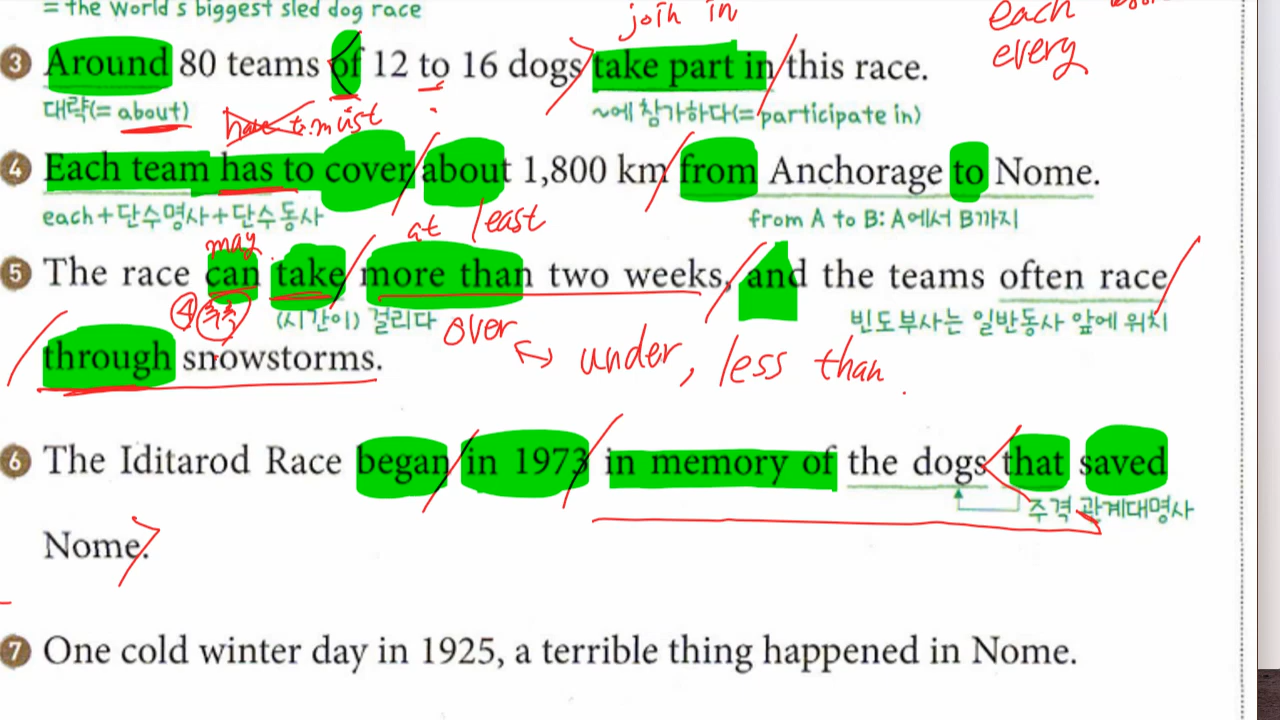 = the World's biggest sled dog race
join in
each
every
3 Around 80 teams of 12 to 16 dogs take part in this race.
대략(= about)
~에 참가하다(= participate in)
have to must
4 Each team has to cover about 1,800 km from Anchorage to Nome.
each+단수명사+단수동사
at least
from A to B: A에서 B까지
may
5 The race can take more than two weeks, and the teams often race
④ 추측
(시간이) 걸리다
over ↔ under, less than
빈도부사는 일반동사 앞에 위치
through snowstorms.
6 The Iditarod Race began in 1973 in memory of the dogs that saved
주격 관계대명사
Nome.
7 One cold winter day in 1925, a terrible thing happened in Nome.